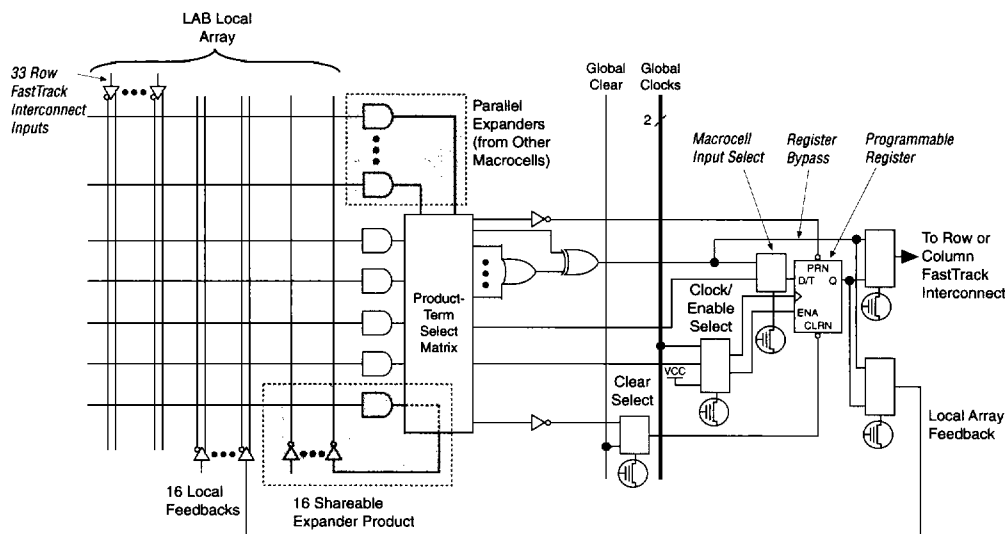 LAB Local
Array
33 Row
FastTrack
Interconnect
Inputs
Parallel
Expanders
(from Other
Macrocells)
Global
Clear
Global
Clocks
2
Macrocell
Input Select
Register
Bypass
Programmable
Register
To Row or
Column
FastTrack
Interconnect
PRN
D/T
Q
ENA
CLRN
Product-
Term
Select
Matrix
Clock/
Enable
Select
VCC
Clear
Select
Local Array
Feedback
16 Local
Feedbacks
16 Shareable
Expander Product